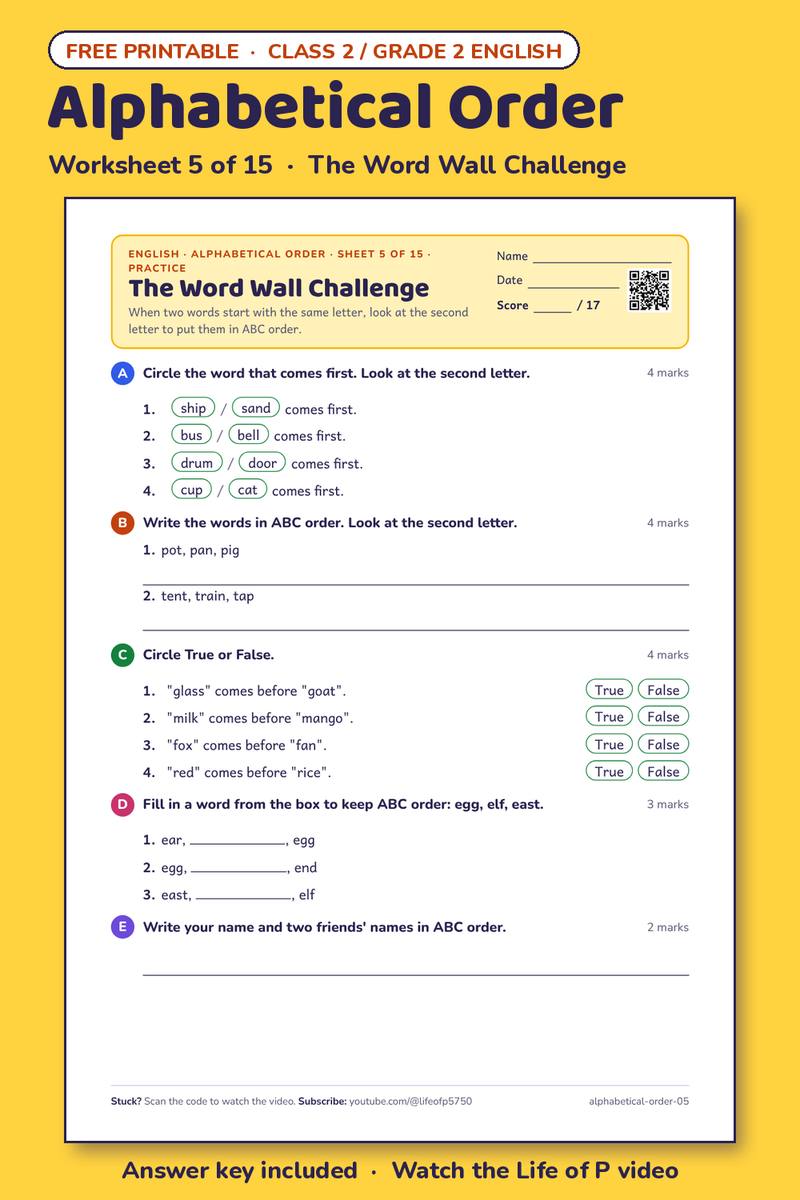 FREE PRINTABLE · CLASS 2 / GRADE 2 ENGLISH
Alphabetical Order
Worksheet 5 of 15 · The Word Wall Challenge
ENGLISH · ALPHABETICAL ORDER · SHEET 5 OF 15 ·
PRACTICE
The Word Wall Challenge
When two words start with the same letter, look at the second
letter to put them in ABC order.
Name ____________
Date ____________
Score ______ / 17
A Circle the word that comes first. Look at the second letter. 4 marks
1. ship / sand comes first.
2. bus / bell comes first.
3. drum / door comes first.
4. cup / cat comes first.
B Write the words in ABC order. Look at the second letter. 4 marks
1. pot, pan, pig
2. tent, train, tap
C Circle True or False. 4 marks
1. "glass" comes before "goat". True False
2. "milk" comes before "mango". True False
3. "fox" comes before "fan". True False
4. "red" comes before "rice". True False
D Fill in a word from the box to keep ABC order: egg, elf, east. 3 marks
1. ear, ____________, egg
2. egg, ____________, end
3. east, ____________, elf
E Write your name and two friends' names in ABC order. 2 marks
Stuck? Scan the code to watch the video. Subscribe: youtube.com/@lifeofp5750 alphabetical-order-05
Answer key included · Watch the Life of P video